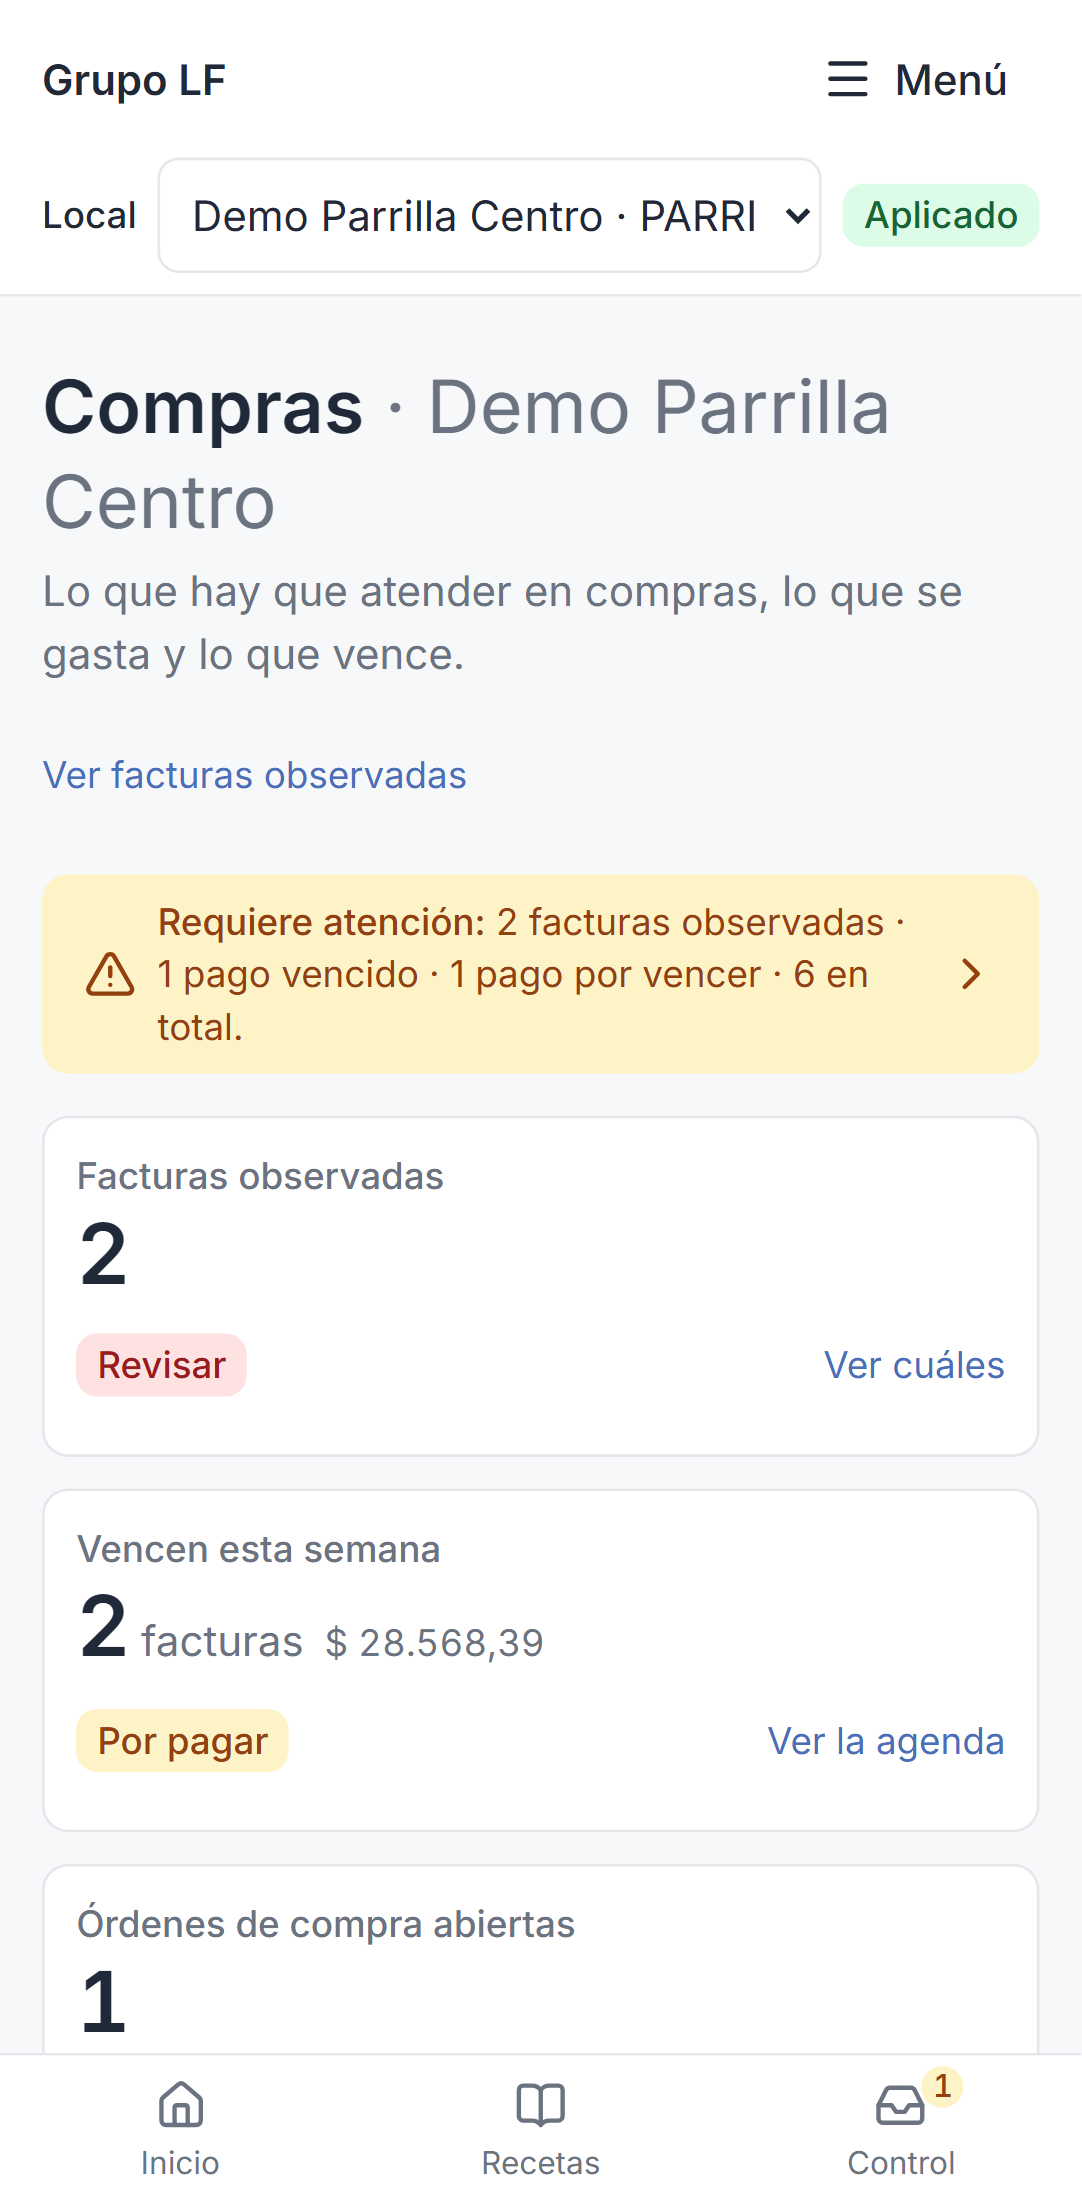 Grupo LF
Menú
Local
Demo Parrilla Centro · PARRI
Aplicado
Compras · Demo Parrilla
Centro
Lo que hay que atender en compras, lo que se
gasta y lo que vence.
Ver facturas observadas
Requiere atención: 2 facturas observadas ·
1 pago vencido · 1 pago por vencer · 6 en
total.
Facturas observadas
2
Revisar
Ver cuáles
Vencen esta semana
2 facturas $ 28.568,39
Por pagar
Ver la agenda
Órdenes de compra abiertas
1
1
Inicio
Recetas
Control